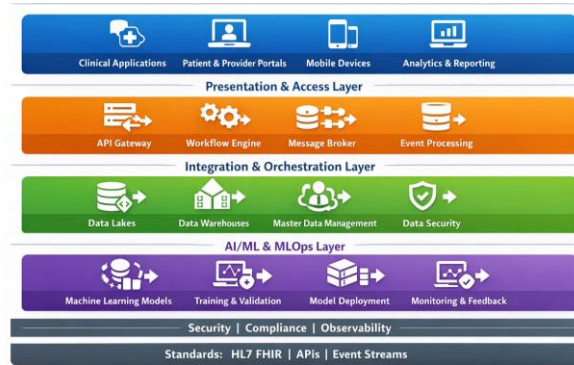 Clinical Applications Patient & Provider Portals Mobile Devices Analytics & Reporting
Presentation & Access Layer
API Gateway Workflow Engine Message Broker Event Processing
Integration & Orchestration Layer
Data Lakes Data Warehouses Master Data Management Data Security
AI/ML & MLOps Layer
Machine Learning Models Training & Validation Model Deployment Monitoring & Feedback
Security | Compliance | Observability
Standards: HL7 FHIR | APIs | Event Streams